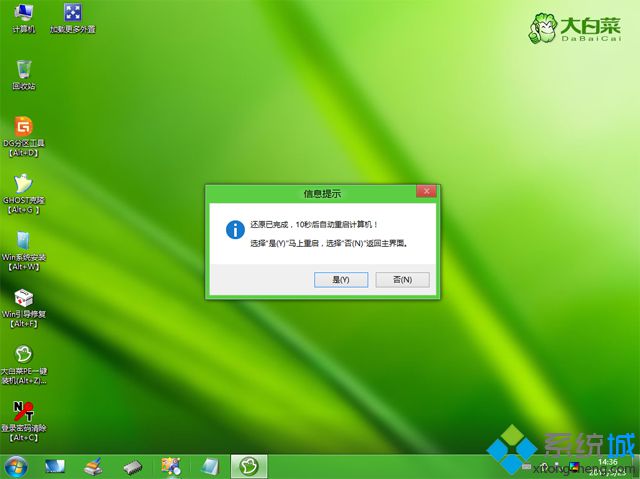 计算机
加载更多外置
大白菜
DaBaiCai
回收站
DG分区工具
【Alt+D】
GHOST克隆
【Alt+G】
Win系统安装
【Alt+W】
Win引导修复
【Alt+F】
大白菜PE一键
装机(Alt+Z)...
NT
登录密码清除
【Alt+C】
信息提示
还原已完成，10秒后自动重启计算机！
选择"是(Y)"马上重启，选择"否(N)"返回主界面。
是(Y)
否(N)
系统城
xitongcheng.com
14:36